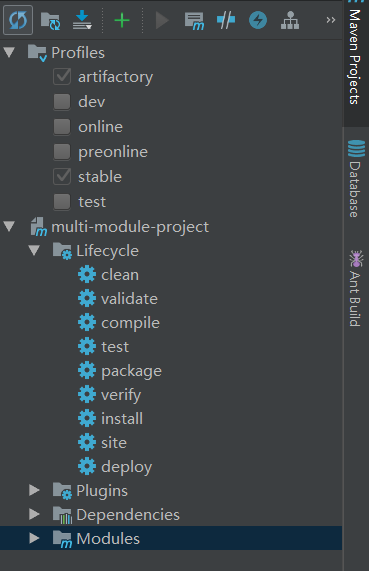 Profiles
artifactory
dev
online
preonline
stable
test
multi-module-project
Lifecycle
clean
validate
compile
test
package
verify
install
site
deploy
Plugins
Dependencies
Modules
Maven Projects
Database
Ant Build